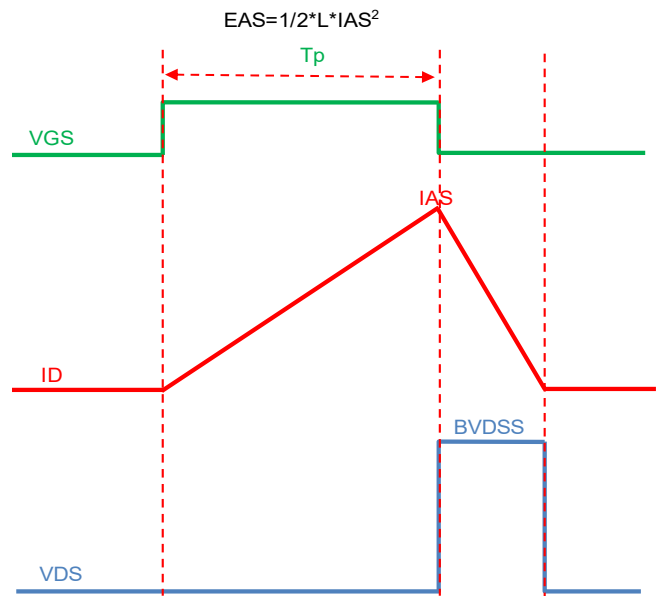 EAS=1/2*L*IAS²
Tp
VGS
IAS
ID
BVDSS
VDS